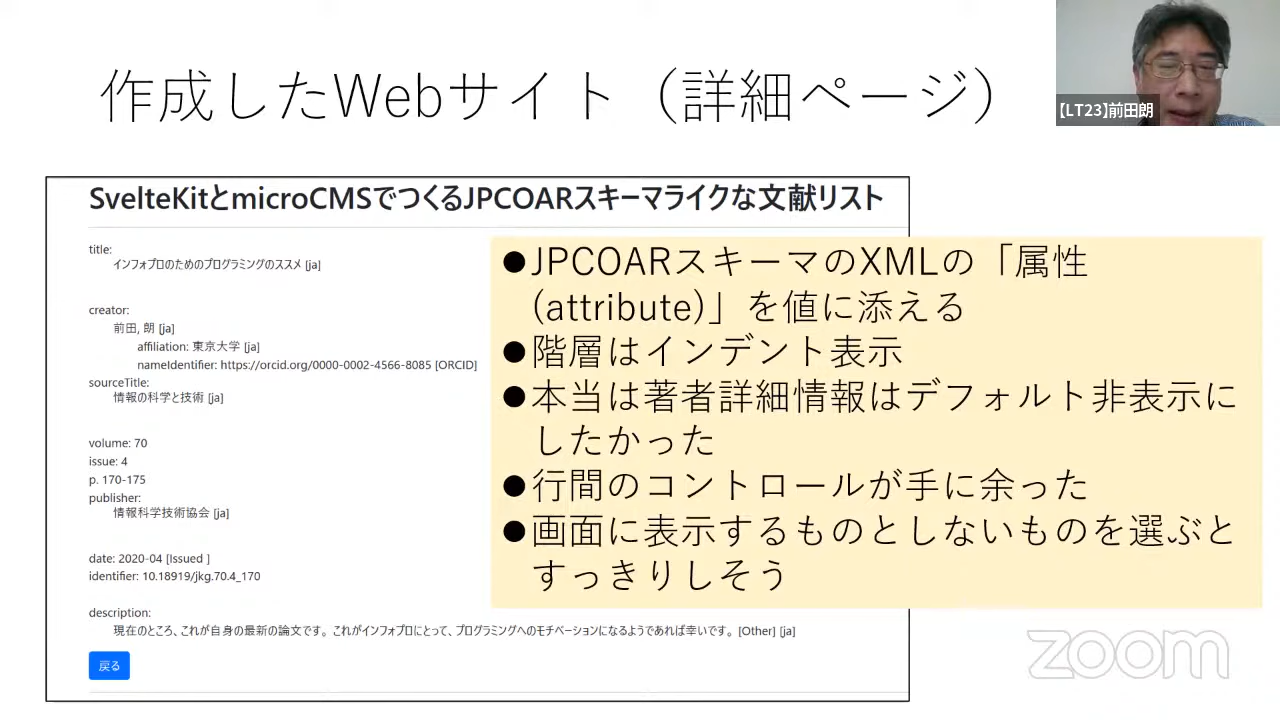 作成したWebサイト（詳細ページ）
【LT23】前田朗
SvelteKitとmicroCMSでつくるJPCOARスキーマライクな文献リスト
title:
インフォプロのためのプログラミングのススメ [ja]
creator:
前田, 朗 [ja]
affiliation: 東京大学 [ja]
nameIdentifier: https://orcid.org/0000-0002-4566-8085 [ORCID]
sourceTitle:
情報の科学と技術 [ja]
volume: 70
issue: 4
p. 170-175
publisher:
情報科学技術協会 [ja]
date: 2020-04 [Issued ]
identifier: 10.18919/jkg.70.4_170
description:
現在のところ、これが自身の最新の論文です。これがインフォプロにとって、プログラミングへのモチベーションになるようであれば幸いです。 [Other] [ja]
戻る
●JPCOARスキーマのXMLの「属性
(attribute)」を値に添える
●階層はインデント表示
●本当は著者詳細情報はデフォルト非表示に
したかった
●行間のコントロールが手に余った
●画面に表示するものとしないものを選ぶと
すっきりしそう
zoom